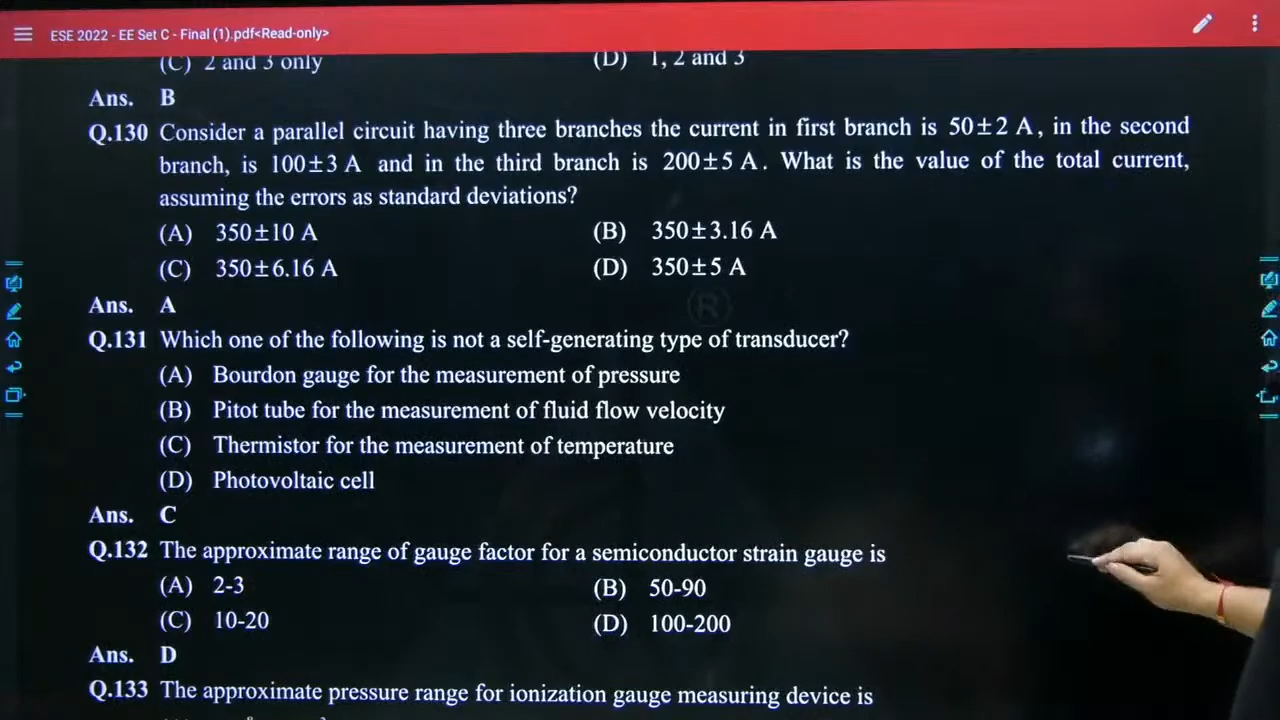 ESE 2022 - EE Set C - Final (1).pdf<Read-only>
(C) 2 and 3 only (D) 1, 2 and 3
Ans. B
Q.130 Consider a parallel circuit having three branches the current in first branch is 50±2 A, in the second
branch, is 100±3 A and in the third branch is 200±5 A. What is the value of the total current,
assuming the errors as standard deviations?
(A) 350±10 A (B) 350±3.16 A
(C) 350±6.16 A (D) 350±5 A
Ans. A
Q.131 Which one of the following is not a self-generating type of transducer?
(A) Bourdon gauge for the measurement of pressure
(B) Pitot tube for the measurement of fluid flow velocity
(C) Thermistor for the measurement of temperature
(D) Photovoltaic cell
Ans. C
Q.132 The approximate range of gauge factor for a semiconductor strain gauge is
(A) 2-3 (B) 50-90
(C) 10-20 (D) 100-200
Ans. D
Q.133 The approximate pressure range for ionization gauge measuring device is